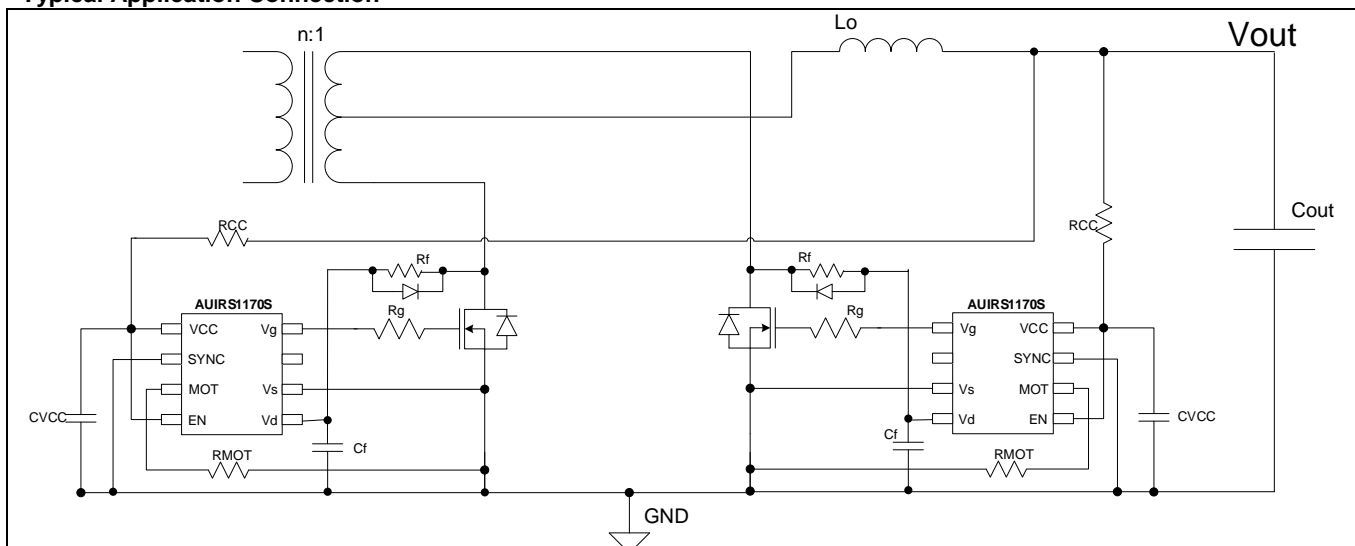 Typical Application Connection
n:1
Lo
Vout
Cout
RCC
RCC
Rf
Rf
Rg
Rg
AUIRS1170S
VCC Vg
SYNC
MOT Vs
EN Vd
CVCC
Cf
RMOT
AUIRS1170S
Vg VCC
SYNC
Vs MOT
Vd EN
CVCC
Cf
RMOT
GND